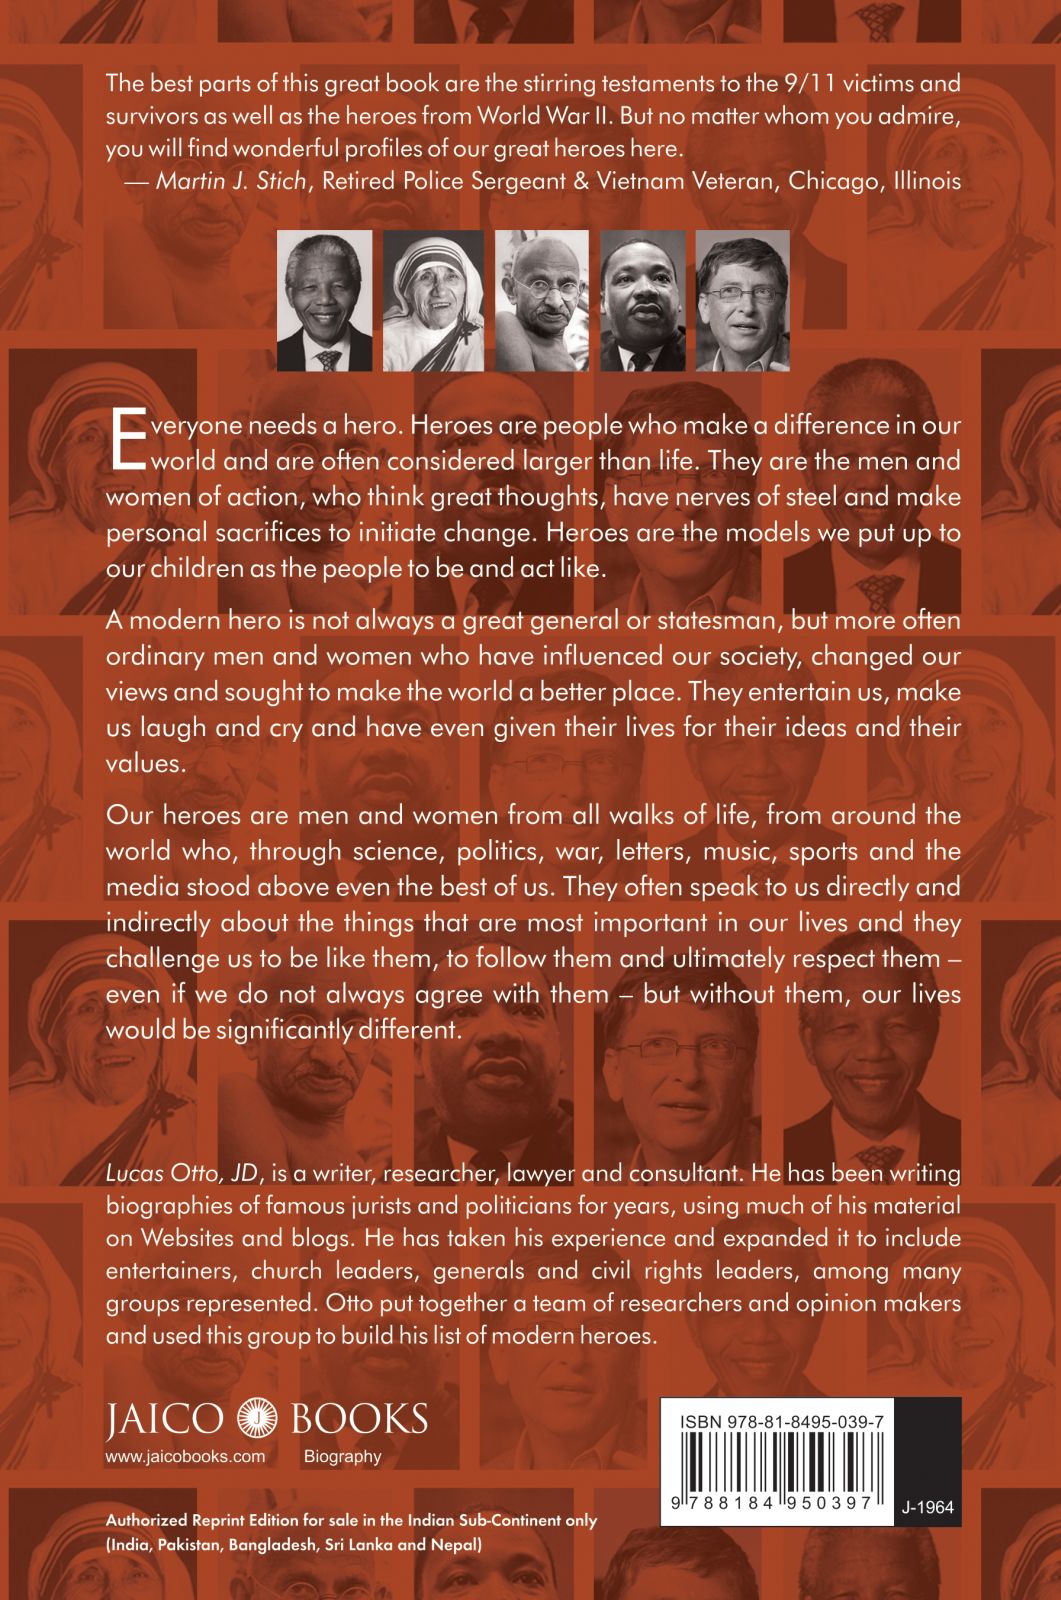 The best parts of this great book are the stirring testaments to the 9/11 victims and
survivors as well as the heroes from World War II. But no matter whom you admire,
you will find wonderful profiles of our great heroes here.
— Martin J. Stich, Retired Police Sergeant & Vietnam Veteran, Chicago, Illinois
Everyone needs a hero. Heroes are people who make a difference in our
world and are often considered larger than life. They are the men and
women of action, who think great thoughts, have nerves of steel and make
personal sacrifices to initiate change. Heroes are the models we put up to
our children as the people to be and act like.
A modern hero is not always a great general or statesman, but more often
ordinary men and women who have influenced our society, changed our
views and sought to make the world a better place. They entertain us, make
us laugh and cry and have even given their lives for their ideas and their
values.
Our heroes are men and women from all walks of life, from around the
world who, through science, politics, war, letters, music, sports and the
media stood above even the best of us. They often speak to us directly and
indirectly about the things that are most important in our lives and they
challenge us to be like them, to follow them and ultimately respect them –
even if we do not always agree with them – but without them, our lives
would be significantly different.
Lucas Otto, JD, is a writer, researcher, lawyer and consultant. He has been writing
biographies of famous jurists and politicians for years, using much of his material
on Websites and blogs. He has taken his experience and expanded it to include
entertainers, church leaders, generals and civil rights leaders, among many
groups represented. Otto put together a team of researchers and opinion makers
and used this group to build his list of modern heroes.
JAICO J BOOKS
www.jaicobooks.com Biography
Authorized Reprint Edition for sale in the Indian Sub-Continent only
(India, Pakistan, Bangladesh, Sri Lanka and Nepal)
ISBN 978-81-8495-039-7
9 788184 950397
J-1964